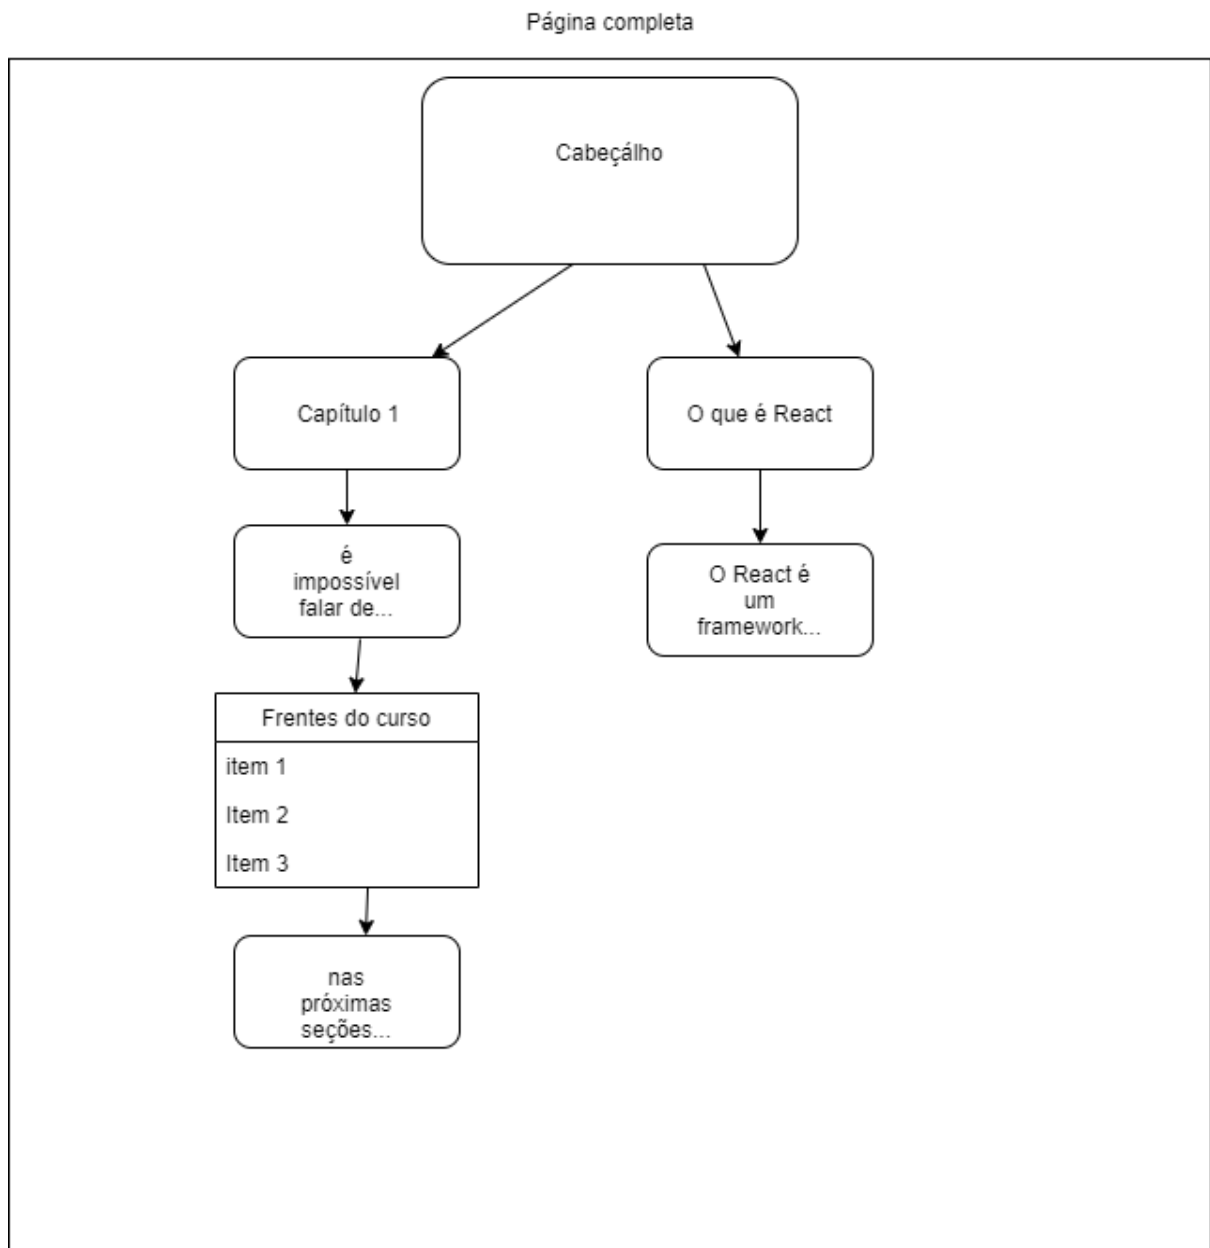 Página completa
Cabeçálho
Capítulo 1
O que é React
é
impossível
falar de...
O React é
um
framework...
Frentes do curso
item 1
Item 2
Item 3
nas
próximas
seções...